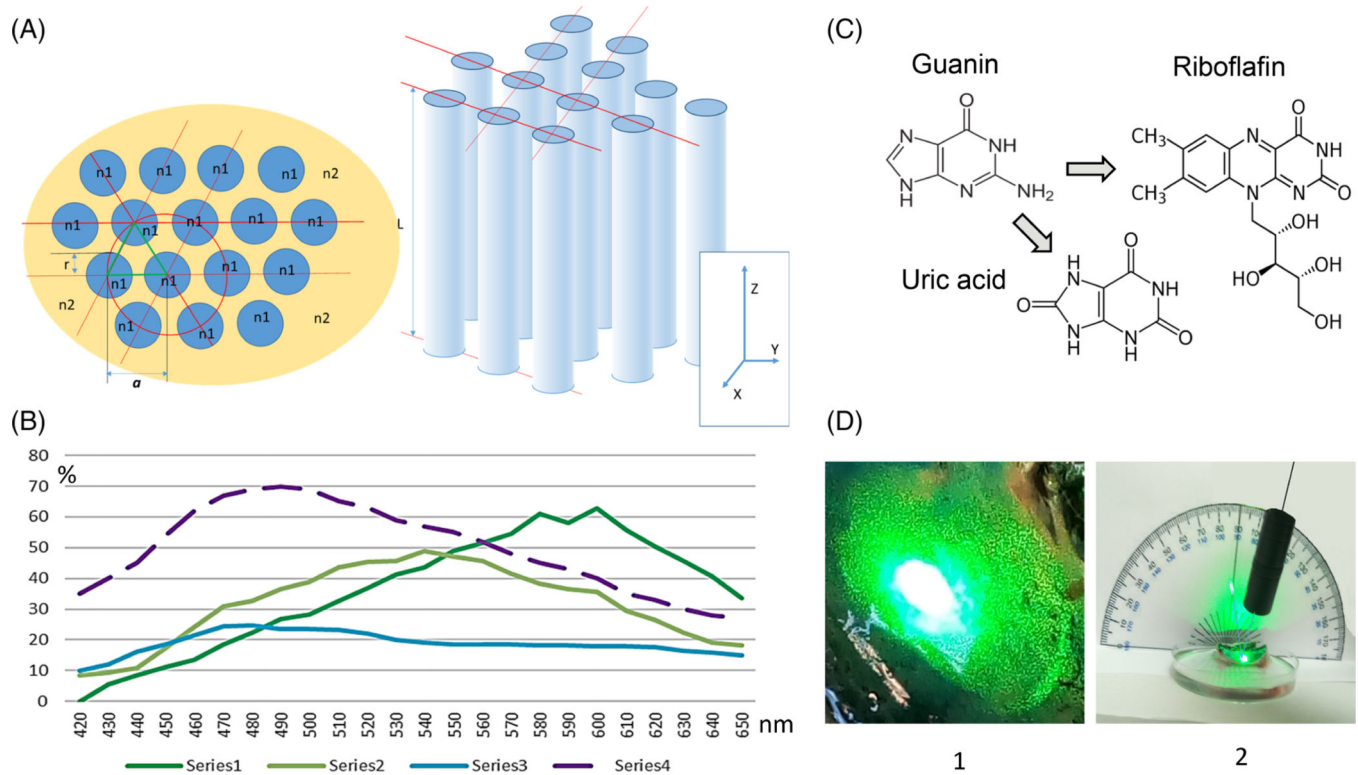 (A)
n1 n1 n1 n1 n2
n1 n1 n1 n1 n1
r
n1 n1 n1 n1
n2 n1 n1 n1 n2
a
L
Z
Y
X
(B)
80
%
70
60
50
40
30
20
10
0
420 430 440 450 460 470 480 490 500 510 520 530 540 550 560 570 580 590 600 610 620 630 640 650 nm
Series1 Series2 Series3 Series4
(C)
Guanin
O
N
NH
N
H
N
NH₂
Riboflafin
O
CH₃
N
NH
CH₃
N
N
O
OH
HO
OH
OH
Uric acid
O
H
N
NH
O
N
H
N
H
O
(D)
1
2